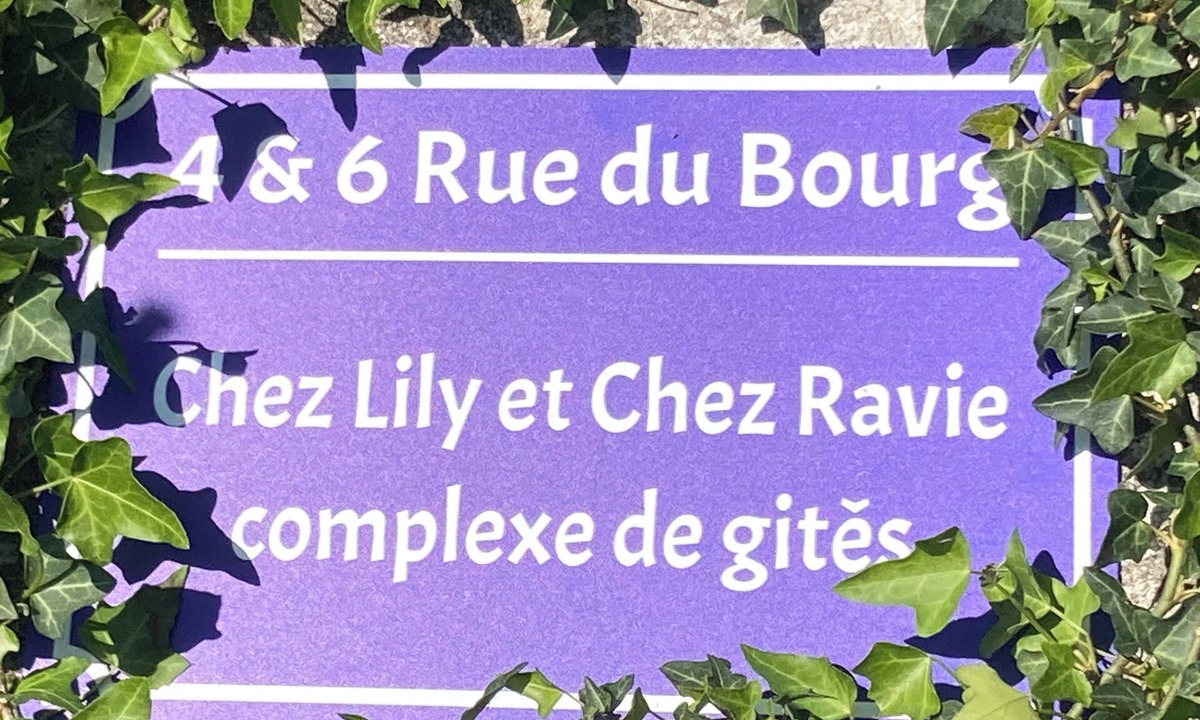 4 & 6 Rue du Bourg
Chez Lily et Chez Ravie
complexe de gitěs